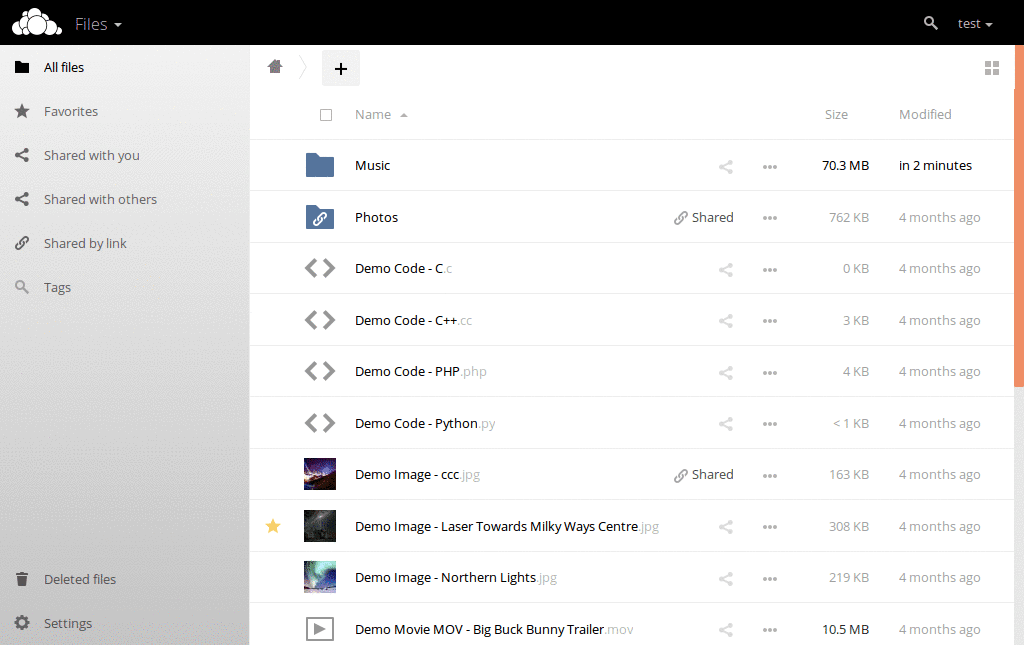 Files
test
All files
Favorites
Shared with you
Shared with others
Shared by link
Tags
Deleted files
Settings
+
Name Size Modified
Music 70.3 MB in 2 minutes
Photos Shared 762 KB 4 months ago
Demo Code - C.c 0 KB 4 months ago
Demo Code - C++.cc 3 KB 4 months ago
Demo Code - PHP.php 4 KB 4 months ago
Demo Code - Python.py < 1 KB 4 months ago
Demo Image - ccc.jpg Shared 163 KB 4 months ago
Demo Image - Laser Towards Milky Ways Centre.jpg 308 KB 4 months ago
Demo Image - Northern Lights.jpg 219 KB 4 months ago
Demo Movie MOV - Big Buck Bunny Trailer.mov 10.5 MB 4 months ago